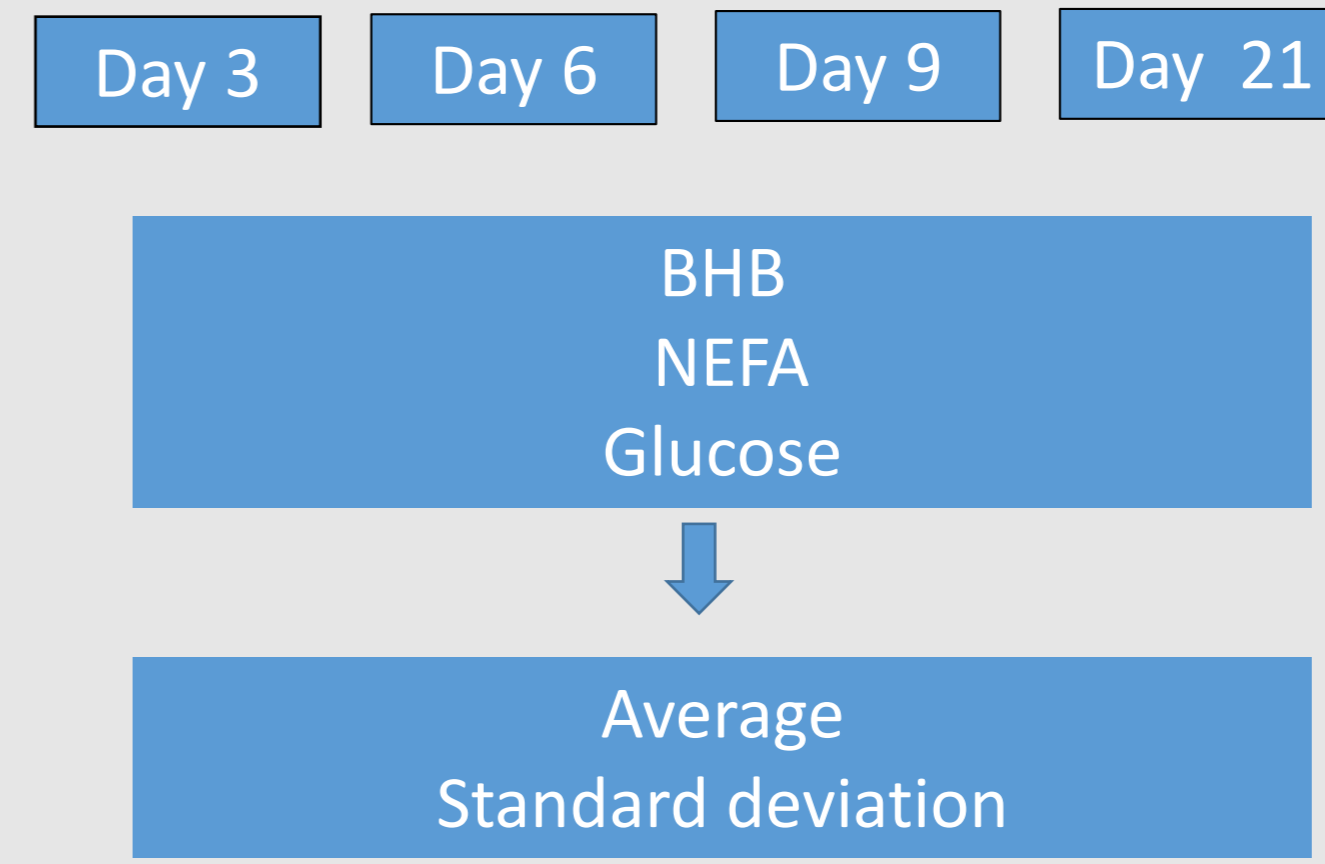 Day 3 Day 6 Day 9 Day 21
BHB
NEFA
Glucose
Average
Standard deviation